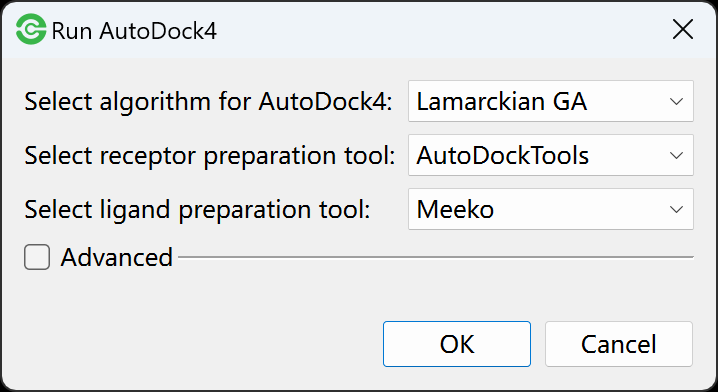 Run AutoDock4
Select algorithm for AutoDock4: Lamarckian GA
Select receptor preparation tool: AutoDockTools
Select ligand preparation tool: Meeko
Advanced
OK Cancel